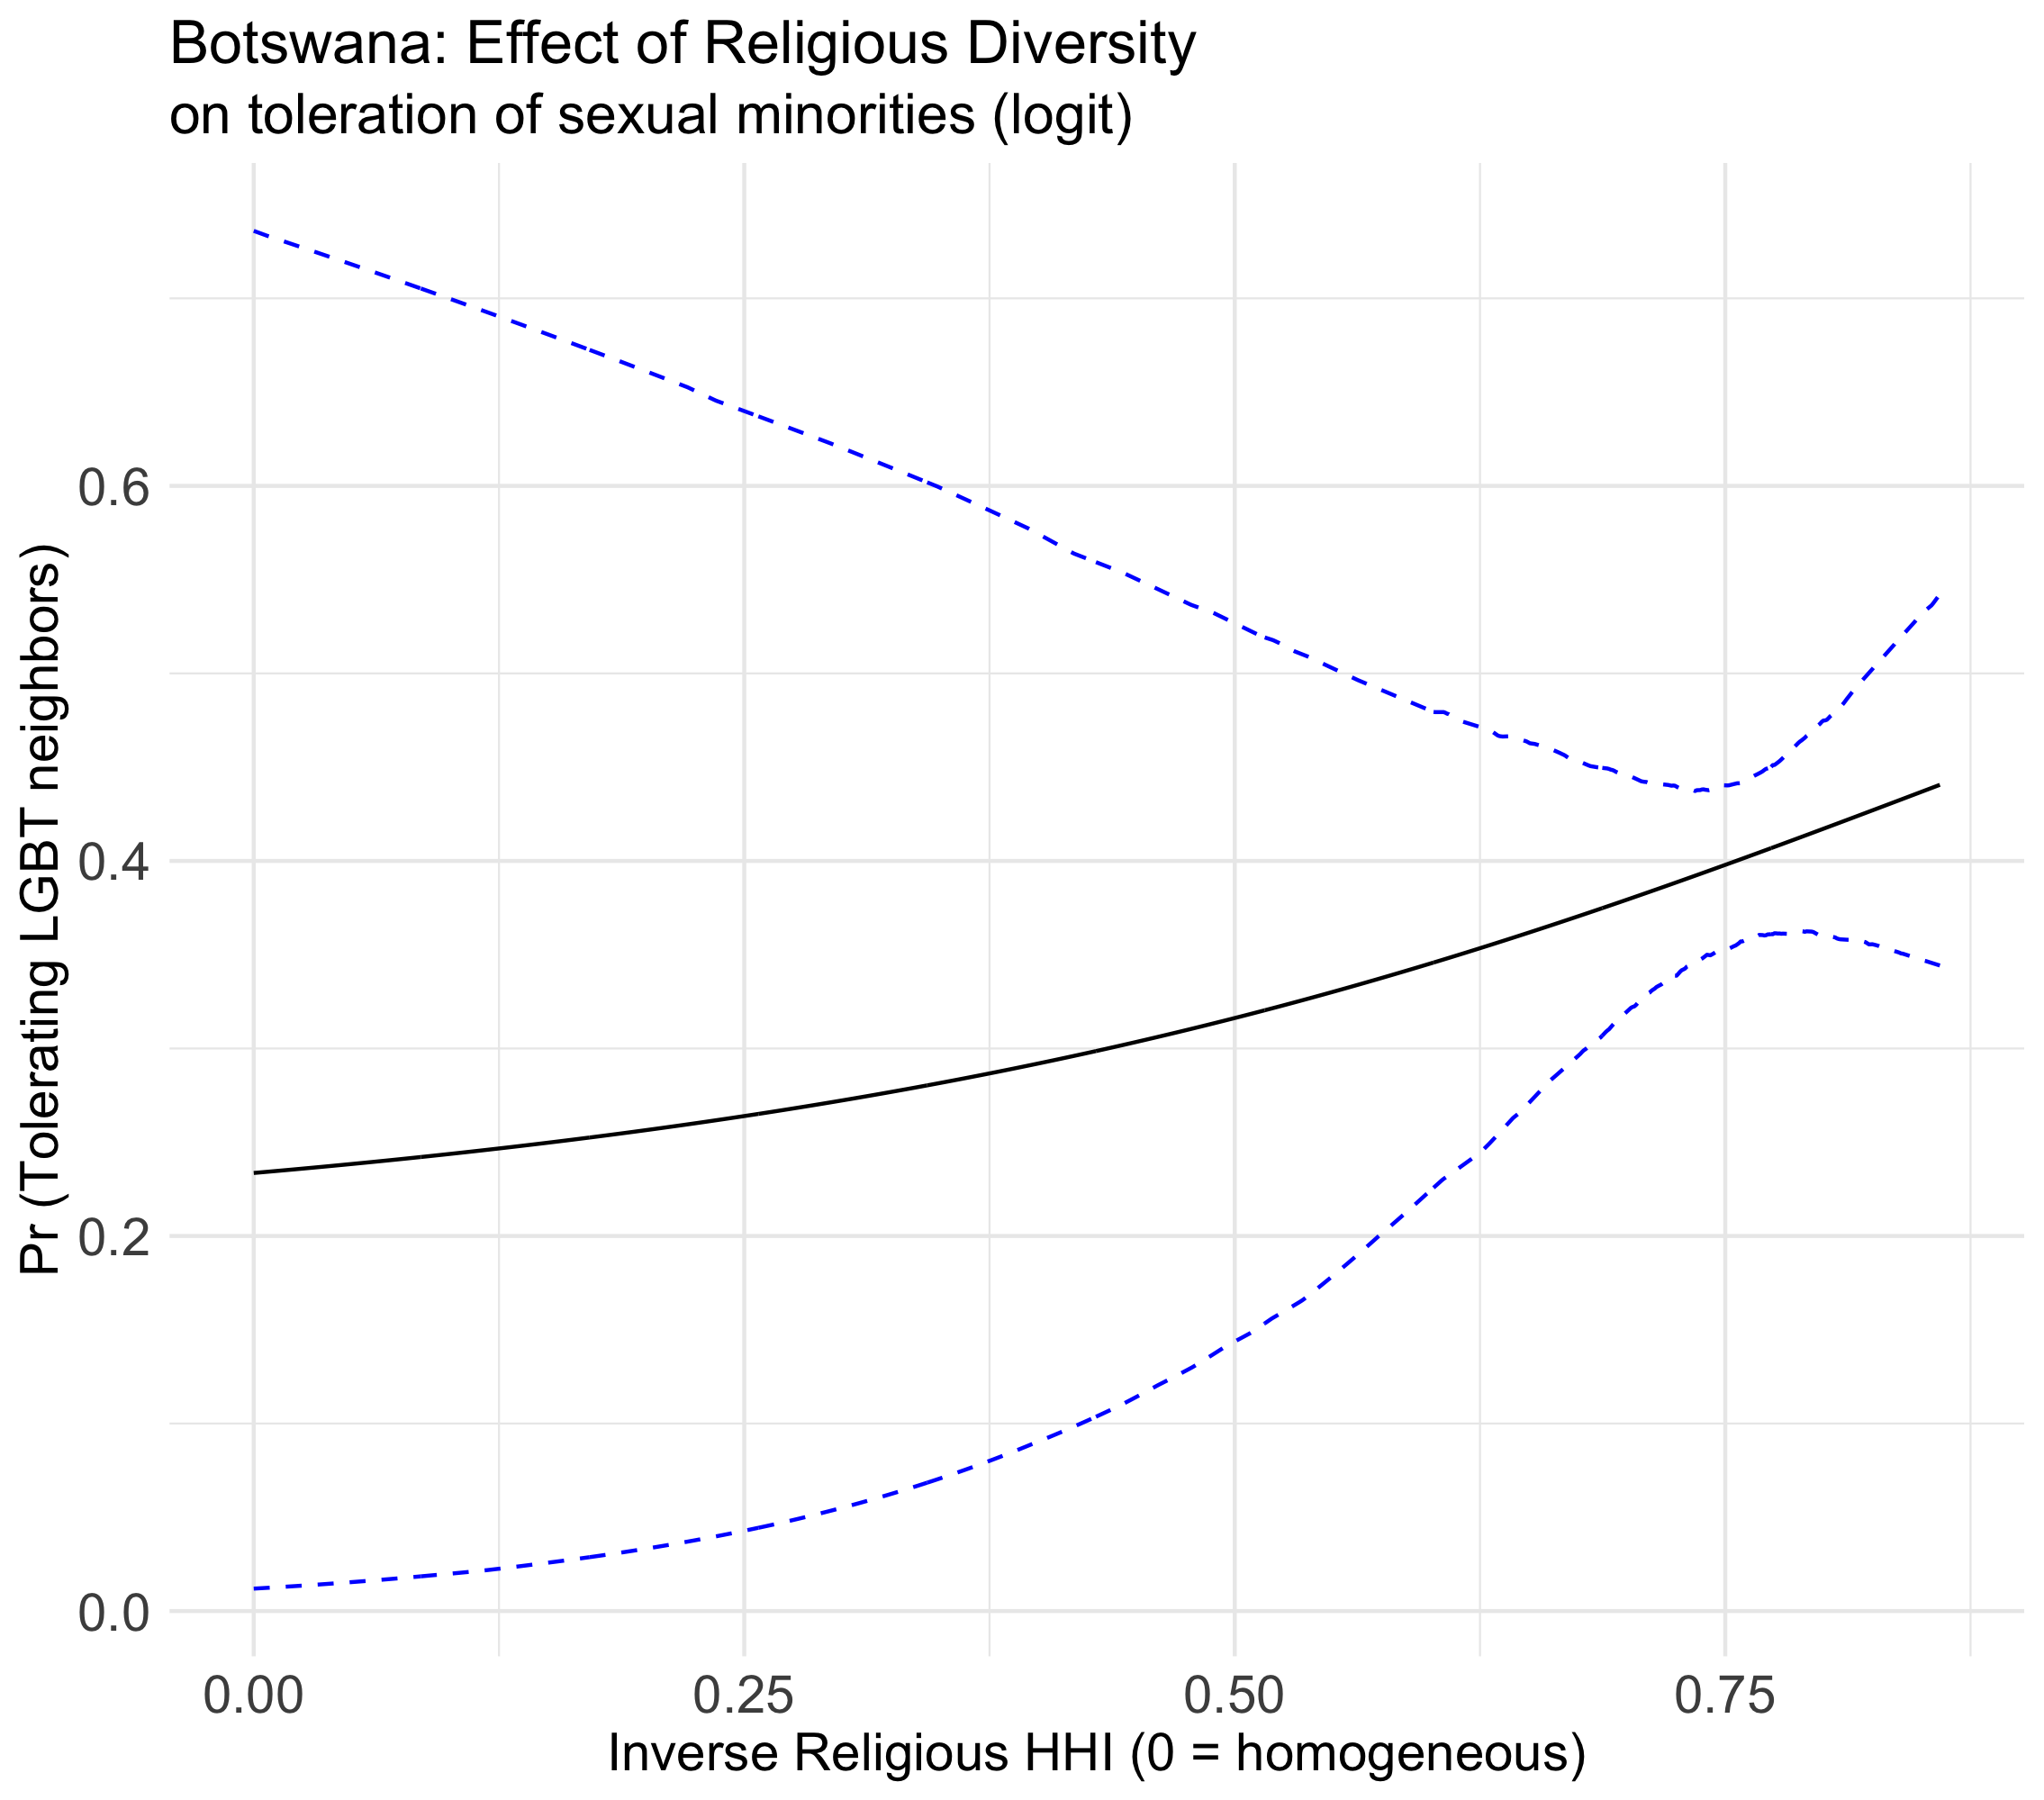 Botswana: Effect of Religious Diversity
on toleration of sexual minorities (logit)
Pr (Tolerating LGBT neighbors)
0.6
0.4
0.2
0.0
0.00 0.25 0.50 0.75
Inverse Religious HHI (0 = homogeneous)